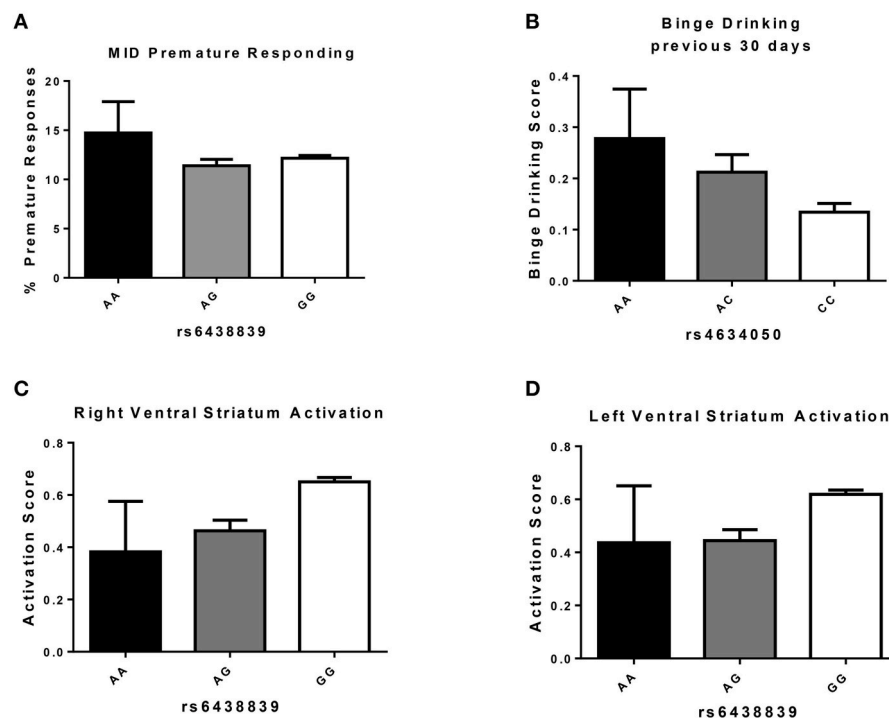 A
MID Premature Responding
% Premature Responses
20
15
10
5
0
AA
AG
GG
rs6438839
B
Binge Drinking
previous 30 days
Binge Drinking Score
0.4
0.3
0.2
0.1
0.0
AA
AC
CC
rs4634050
C
Right Ventral Striatum Activation
Activation Score
0.8
0.6
0.4
0.2
0.0
AA
AG
GG
rs6438839
D
Left Ventral Striatum Activation
Activation Score
0.8
0.6
0.4
0.2
0.0
AA
AG
GG
rs6438839